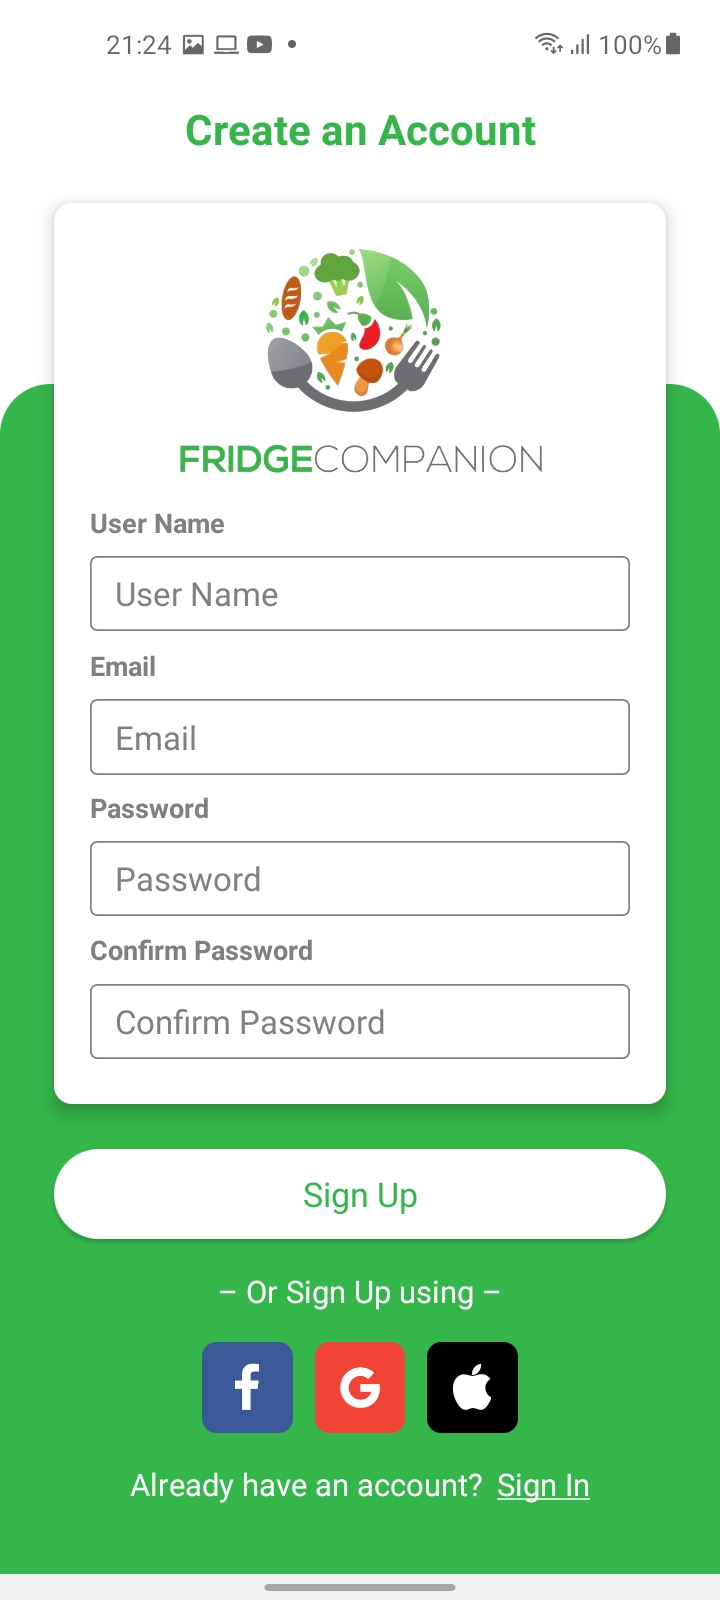 21:24 100%
Create an Account
FRIDGECOMPANION
User Name
User Name
Email
Email
Password
Password
Confirm Password
Confirm Password
Sign Up
– Or Sign Up using –
Already have an account? Sign In